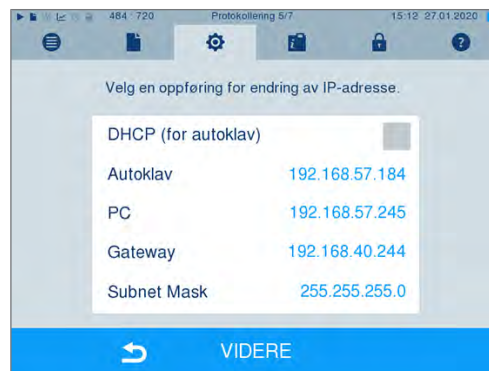 484 720 Protokollering 5/7 15:12 27.01.2020
Velg en oppføring for endring av IP-adresse.
DHCP (for autoklav)
Autoklav 192.168.57.184
PC 192.168.57.245
Gateway 192.168.40.244
Subnet Mask 255.255.255.0
VIDERE